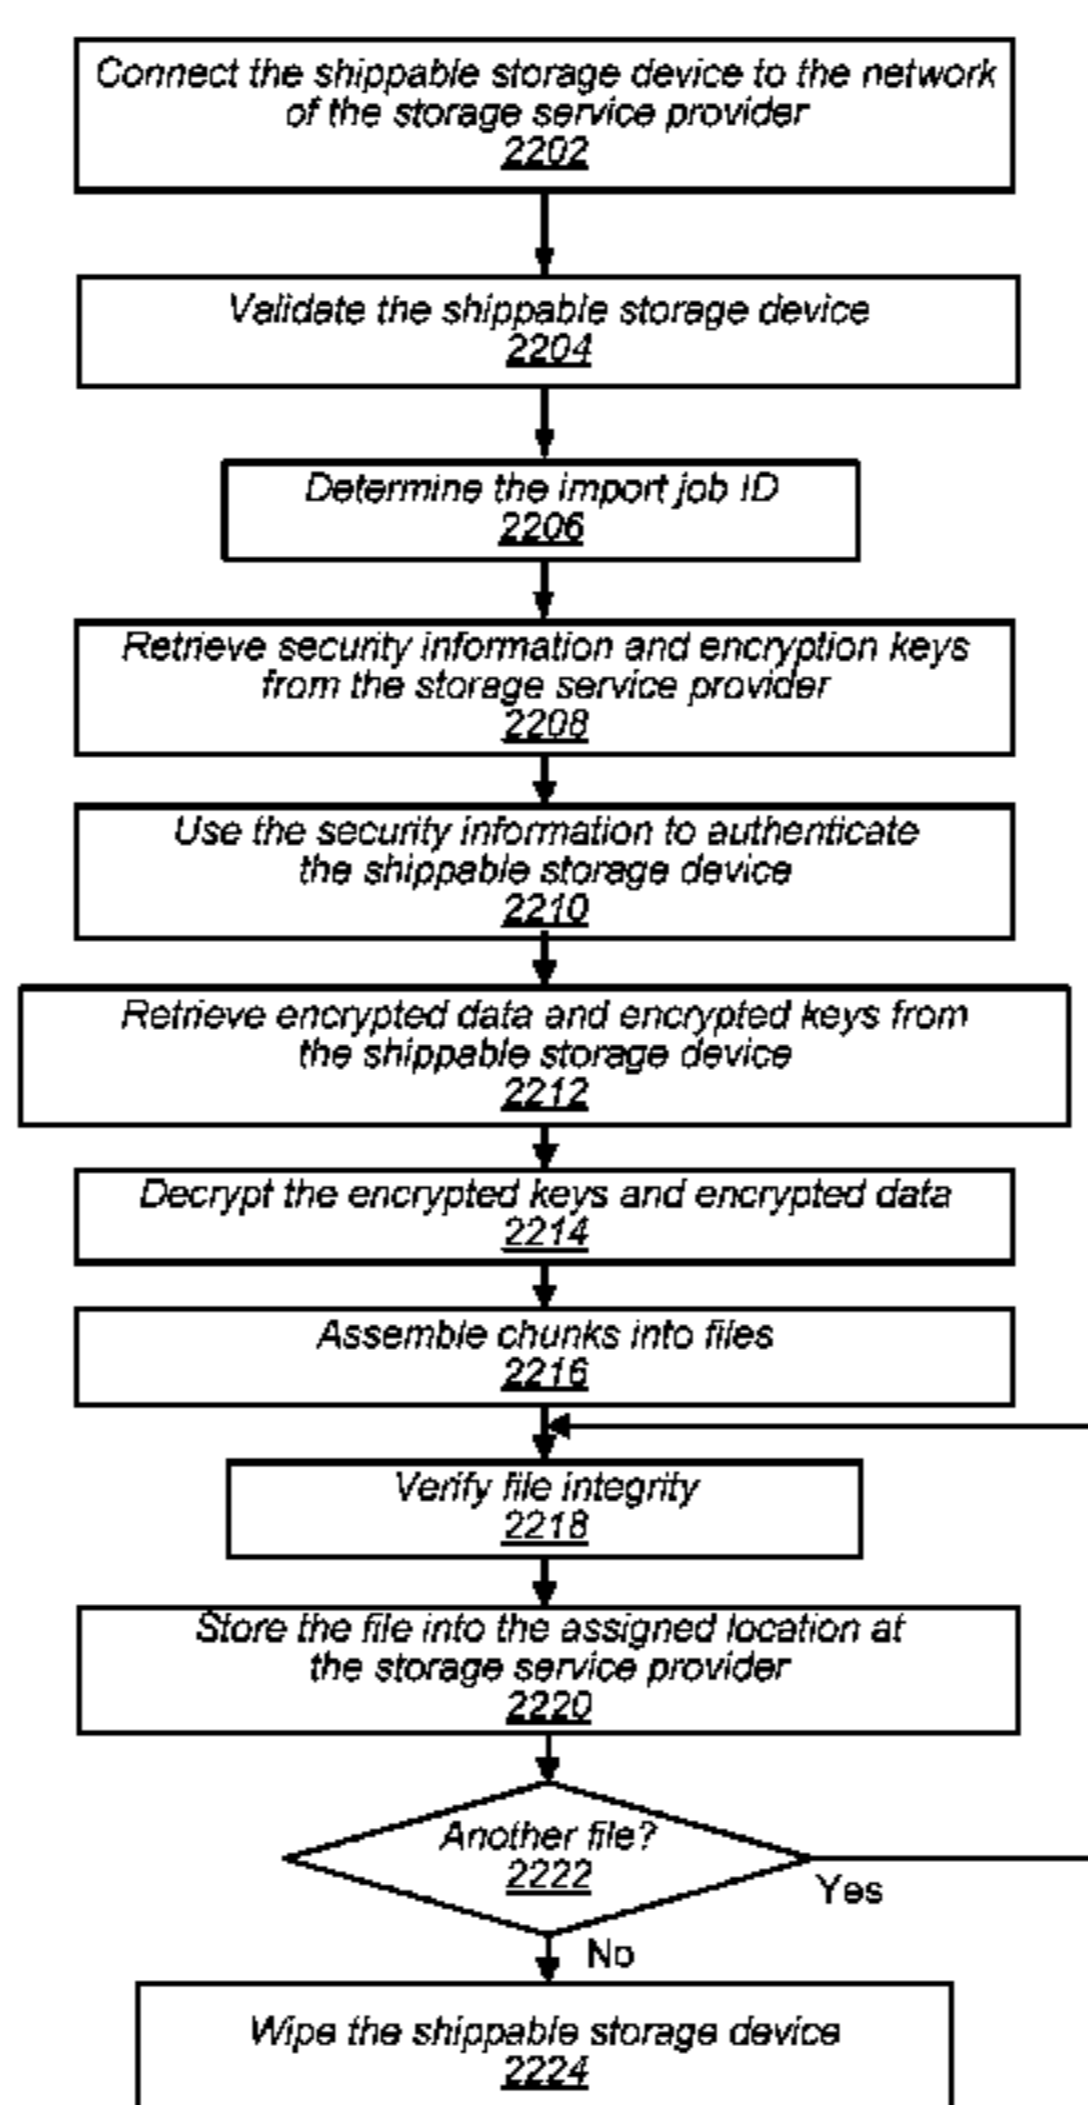 Connect the shippable storage device to the network
of the storage service provider
2202
Validate the shippable storage device
2204
Determine the import job ID
2206
Retrieve security information and encryption keys
from the storage service provider
2208
Use the security information to authenticate
the shippable storage device
2210
Retrieve encrypted data and encrypted keys from
the shippable storage device
2212
Decrypt the encrypted keys and encrypted data
2214
Assemble chunks into files
2216
Verify file integrity
2218
Store the file into the assigned location at
the storage service provider
2220
Another file?
2222
Yes
No
Wipe the shippable storage device
2224